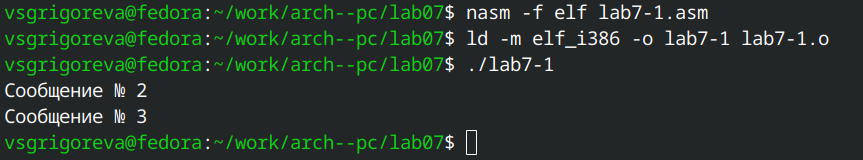 vsgrigoreva@fedora:~/work/arch--pc/lab07$ nasm -f elf lab7-1.asm
vsgrigoreva@fedora:~/work/arch--pc/lab07$ ld -m elf_i386 -o lab7-1 lab7-1.o
vsgrigoreva@fedora:~/work/arch--pc/lab07$ ./lab7-1
Сообщение № 2
Сообщение № 3
vsgrigoreva@fedora:~/work/arch--pc/lab07$